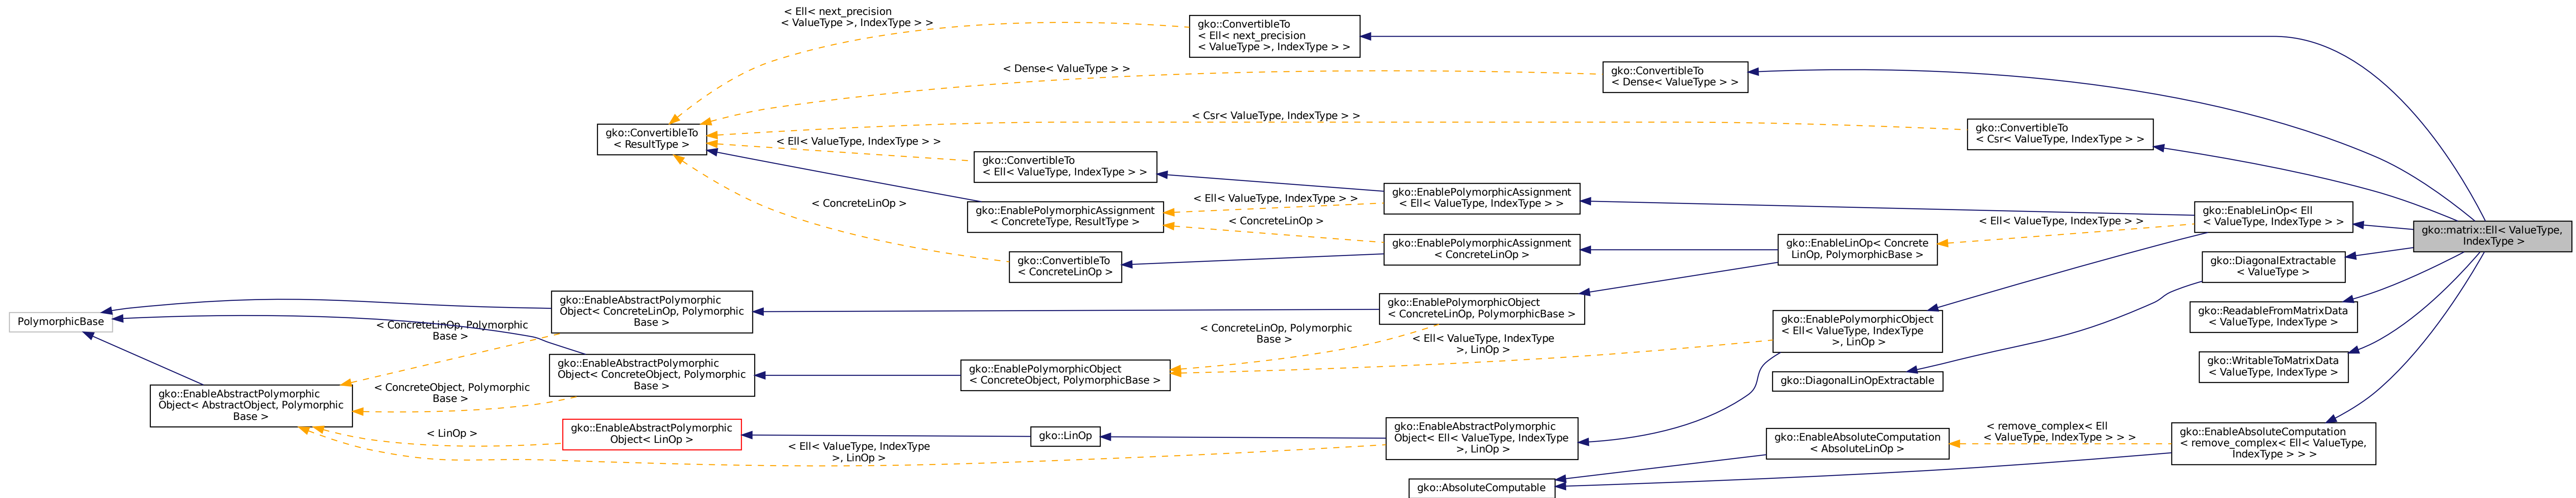 < Ell< next_precision
< ValueType >, IndexType > >
gko::ConvertibleTo
< Ell< next_precision
< ValueType >, IndexType > >
< Dense< ValueType > >
gko::ConvertibleTo
< Dense< ValueType > >
< Csr< ValueType, IndexType > >
gko::ConvertibleTo
< Csr< ValueType, IndexType > >
gko::ConvertibleTo
< ResultType >
< Ell< ValueType, IndexType > >
gko::ConvertibleTo
< Ell< ValueType, IndexType > >
gko::EnablePolymorphicAssignment
< Ell< ValueType, IndexType > >
< Ell< ValueType, IndexType > >
< ConcreteLinOp >
gko::EnablePolymorphicAssignment
< ConcreteType, ResultType >
< ConcreteLinOp >
gko::EnableLinOp< Ell
< ValueType, IndexType > >
< Ell< ValueType, IndexType > >
gko::matrix::Ell< ValueType,
IndexType >
gko::EnablePolymorphicAssignment
< ConcreteLinOp >
gko::EnableLinOp< Concrete
LinOp, PolymorphicBase >
gko::ConvertibleTo
< ConcreteLinOp >
gko::DiagonalExtractable
< ValueType >
gko::EnableAbstractPolymorphic
Object< ConcreteLinOp, Polymorphic
Base >
gko::EnablePolymorphicObject
< ConcreteLinOp, PolymorphicBase >
gko::ReadableFromMatrixData
< ValueType, IndexType >
PolymorphicBase
< ConcreteLinOp, Polymorphic
Base >
< ConcreteLinOp, Polymorphic
Base >
< Ell< ValueType, IndexType
>, LinOp >
gko::EnablePolymorphicObject
< Ell< ValueType, IndexType
>, LinOp >
gko::EnableAbstractPolymorphic
Object< ConcreteObject, Polymorphic
Base >
gko::EnablePolymorphicObject
< ConcreteObject, PolymorphicBase >
gko::DiagonalLinOpExtractable
gko::WritableToMatrixData
< ValueType, IndexType >
gko::EnableAbstractPolymorphic
Object< AbstractObject, Polymorphic
Base >
< ConcreteObject, Polymorphic
Base >
< LinOp >
gko::EnableAbstractPolymorphic
Object< LinOp >
< Ell< ValueType, IndexType
>, LinOp >
gko::LinOp
gko::EnableAbstractPolymorphic
Object< Ell< ValueType, IndexType
>, LinOp >
gko::EnableAbsoluteComputation
< AbsoluteLinOp >
< remove_complex< Ell
< ValueType, IndexType > > >
gko::EnableAbsoluteComputation
< remove_complex< Ell< ValueType,
IndexType > > >
gko::AbsoluteComputable